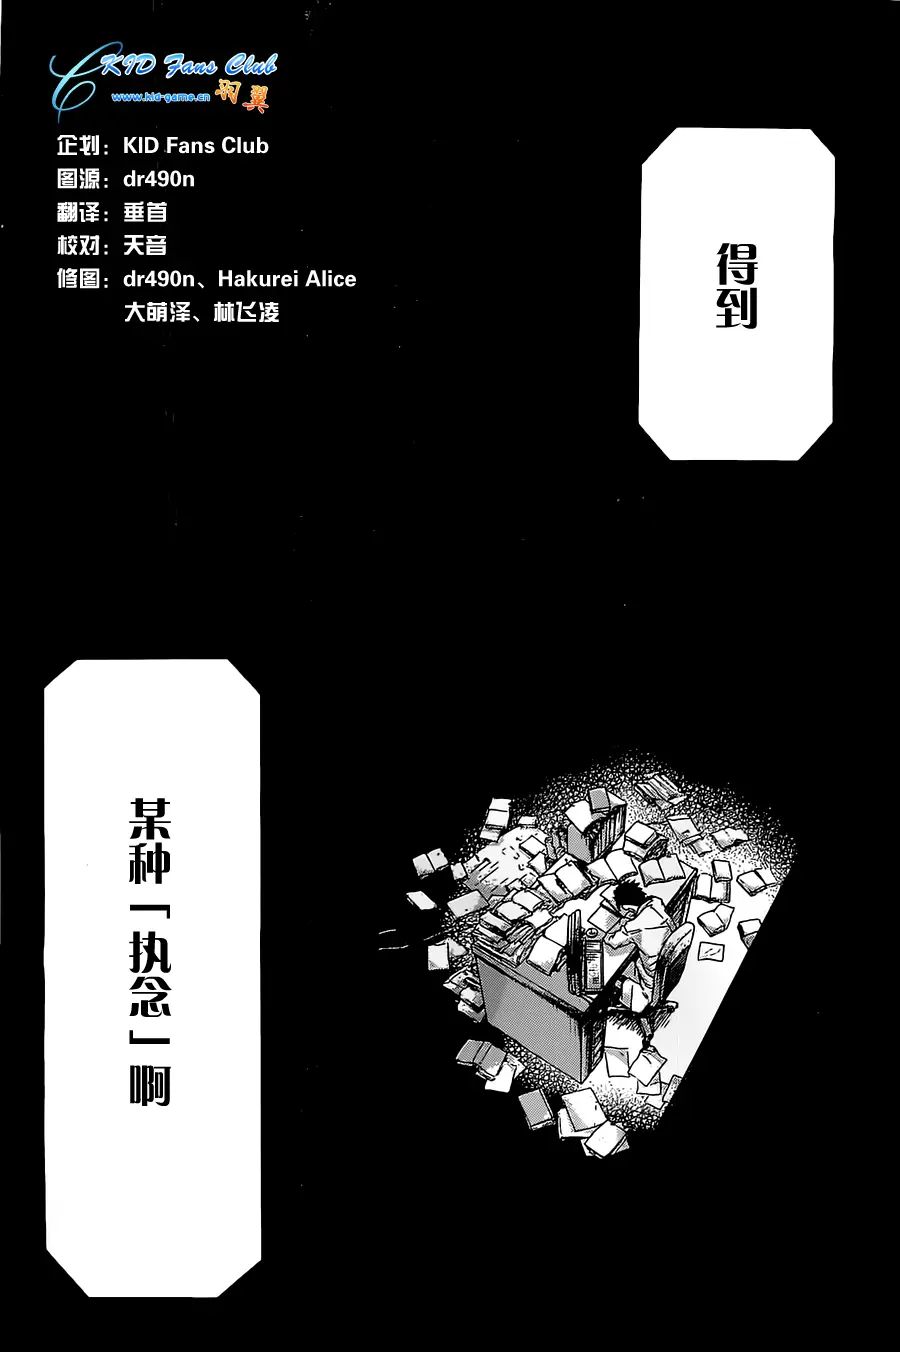 KID Fans Club
www.kid-game.cn 羽翼
企划：KID Fans Club
图源：dr490n
翻译：垂首
校对：天音
修图：dr490n、Hakurei Alice
大萌泽、林飞凌
得到
某种「执念」啊